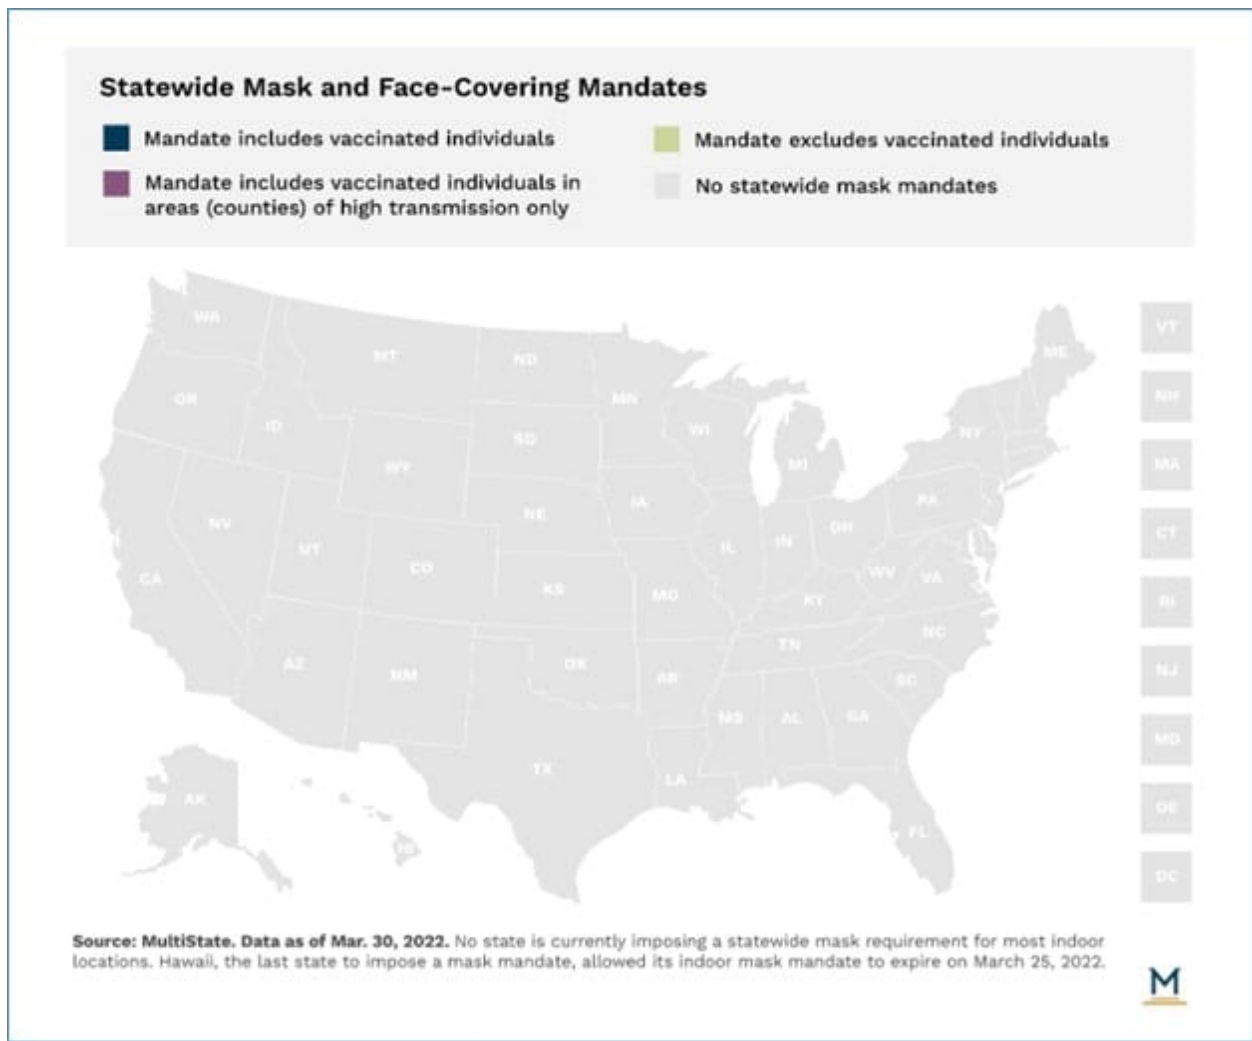 Statewide Mask and Face-Covering Mandates
Mandate includes vaccinated individuals
Mandate excludes vaccinated individuals
Mandate includes vaccinated individuals in
areas (counties) of high transmission only
No statewide mask mandates
WA
MT
ND
MN
OR
ID
SD
WI
WY
MI
NY
ME
IA
PA
NE
NV
UT
CO
IL
IN
OH
CA
KS
MO
WV
VA
KY
NC
TN
AZ
NM
OK
AR
SC
MS
AL
GA
TX
LA
AK
HI
FL
VT
NH
MA
CT
RI
NJ
MD
DE
DC
Source: MultiState. Data as of Mar. 30, 2022. No state is currently imposing a statewide mask requirement for most indoor
locations. Hawaii, the last state to impose a mask mandate, allowed its indoor mask mandate to expire on March 25, 2022.
M